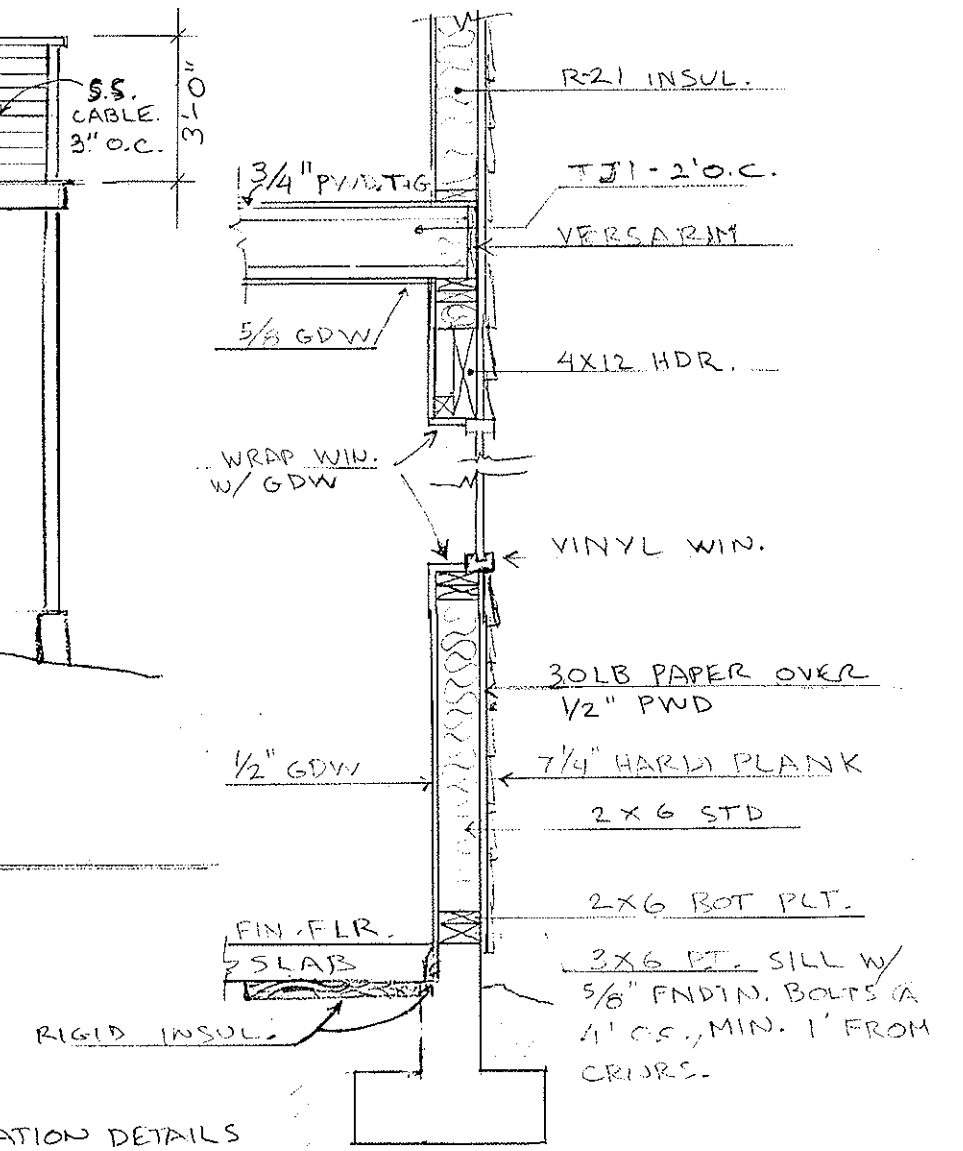 S.S.
CABLE.
3" O.C.
3'-0"
R-21 INSUL.
3/4" PWD. T&G
TJI - 2' O.C.
VERSARIM
5/8 GDW
4X12 HDR.
WRAP WIN.
W/ GDW
VINYL WIN.
30LB PAPER OVER
1/2" PWD
1/2" GDW
7 1/4" HARDI PLANK
2 X 6 STD
2X6 BOT PLT.
FIN. FLR.
SLAB
3X6 PT. SILL W/
5/8" FNDTN. BOLTS @
4' O.C., MIN. 1' FROM
RIGID INSUL.
ATION DETAILS